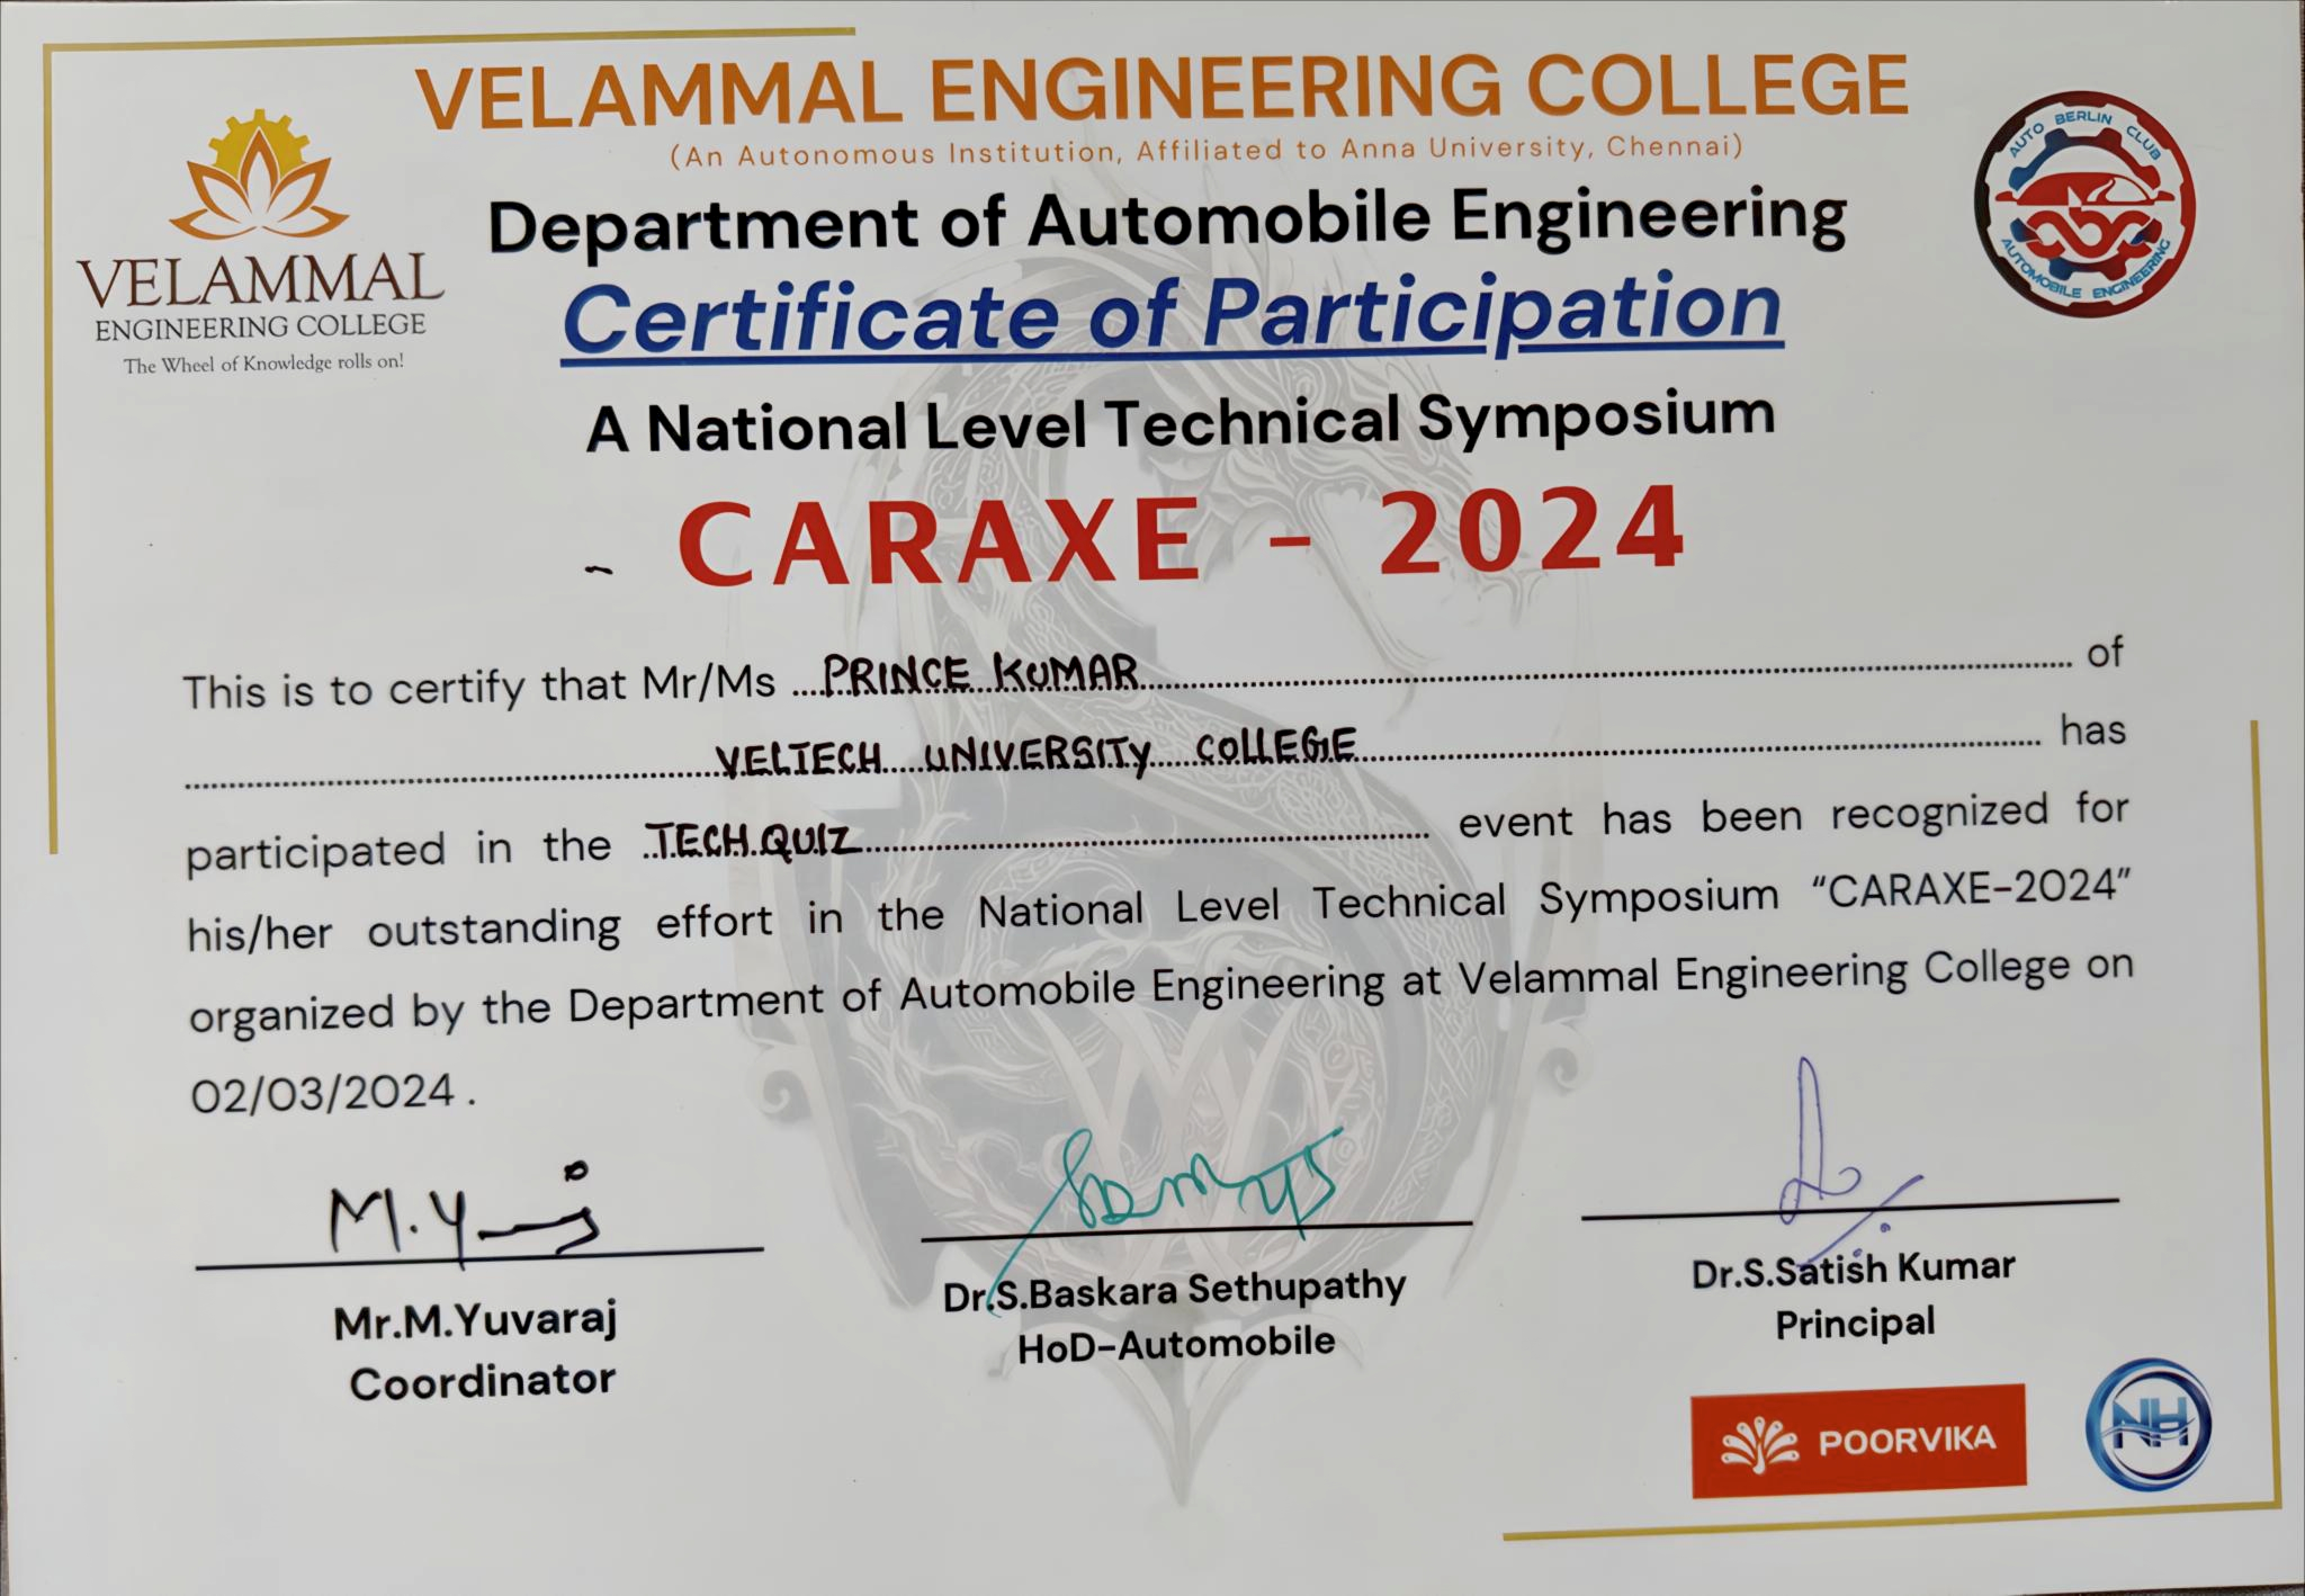 VELAMMAL ENGINEERING COLLEGE
(An Autonomous Institution, Affiliated to Anna University, Chennai)
VELAMMAL
ENGINEERING COLLEGE
The Wheel of Knowledge rolls on!
AUTO BERLIN CLUB
abc
AUTOMOBILE ENGINEERING
Department of Automobile Engineering
Certificate of Participation
A National Level Technical Symposium
CARAXE - 2024
This is to certify that Mr/Ms PRINCE KUMAR of
VELTECH UNIVERSITY COLLEGE has
participated in the TECH QUIZ event has been recognized for
his/her outstanding effort in the National Level Technical Symposium “CARAXE-2024”
organized by the Department of Automobile Engineering at Velammal Engineering College on
02/03/2024 .
Mr.M.Yuvaraj
Coordinator
Dr.S.Baskara Sethupathy
HoD-Automobile
Dr.S.Satish Kumar
Principal
POORVIKA
NH